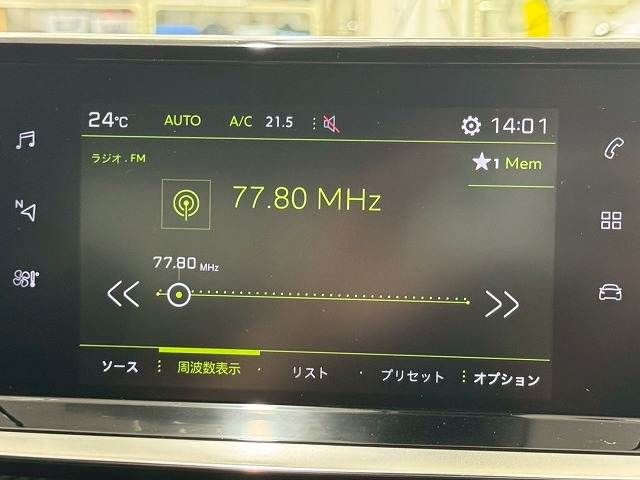 24°C AUTO A/C 21.5 14:01
ラジオ . FM
★1 Mem
77.80 MHz
N
77.80 MHz
ソース 周波数表示 リスト プリセット オプション